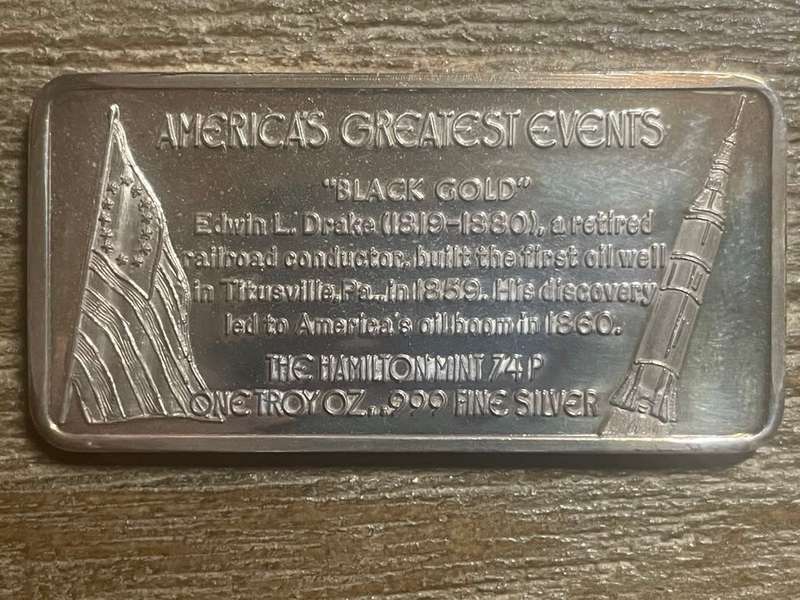 AMERICA'S GREATEST EVENTS
"BLACK GOLD"
Edwin L. Drake (1819-1880), a retired
railroad conductor, built the first oil well
in Titusville, Pa., in 1859. His discovery
led to America's oil boom in 1860.
THE HAMILTON MINT 74 P
ONE TROY OZ. .999 FINE SILVER